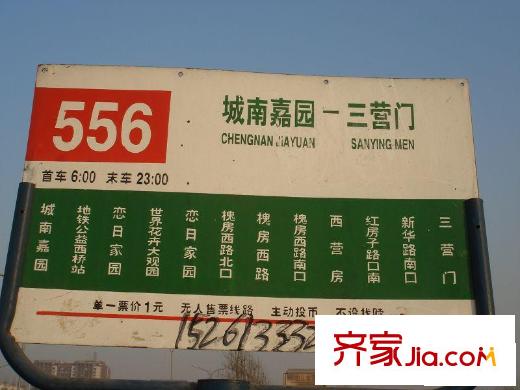 556
城南嘉园－三营门
CHENGNAN JIAYUAN SANYING MEN
首车 6:00 末车 23:00
城南嘉园
地铁公益西桥站
恋日家园
世界花卉大观园
恋日家园
槐房西路北口
槐房西路
槐房西路南口
西营房
红房子路口南
新华路南口
三营门
单一票价1元 无人售票线路 主动投币 不设找赎
齐家Jia.com